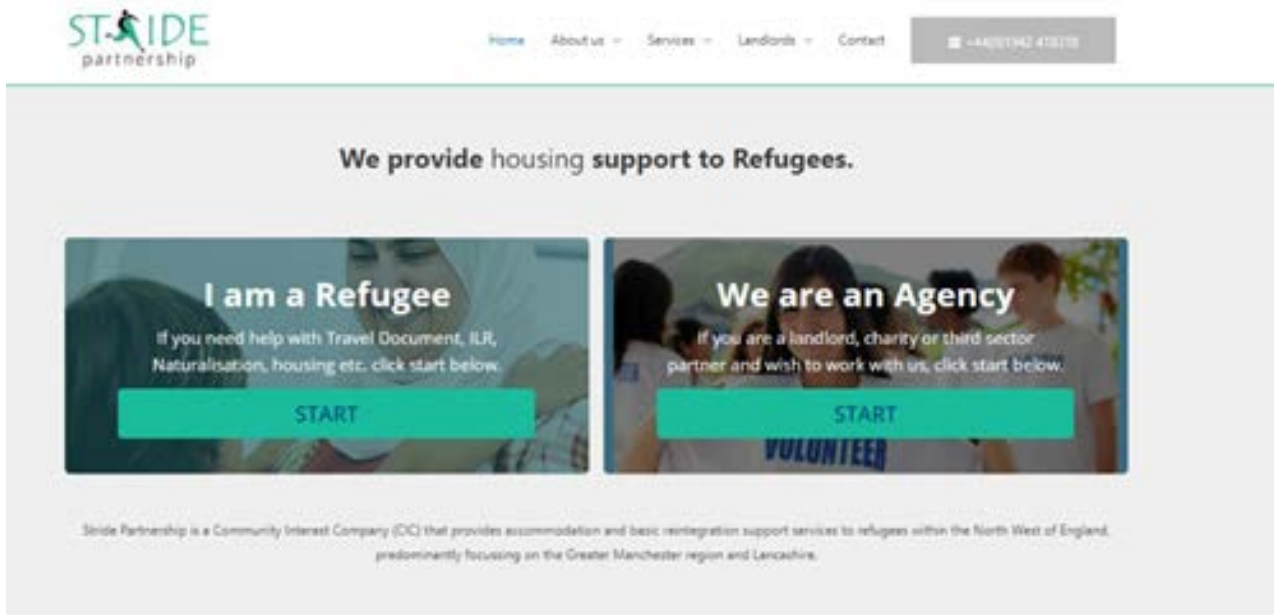 STRIDE
partnership
Home About us Services Landlords Contact
We provide housing support to Refugees.
I am a Refugee
If you need help with Travel Document, ILR,
Naturalisation, housing etc. click start below.
START
We are an Agency
If you are a landlord, charity or third sector
partner and wish to work with us, click start below.
START
VOLUNTEER
Stride Partnership is a Community Interest Company (CIC) that provides accommodation and basic reintegration support services to refugees within the North West of England,
predominantly focussing on the Greater Manchester region and Lancashire.